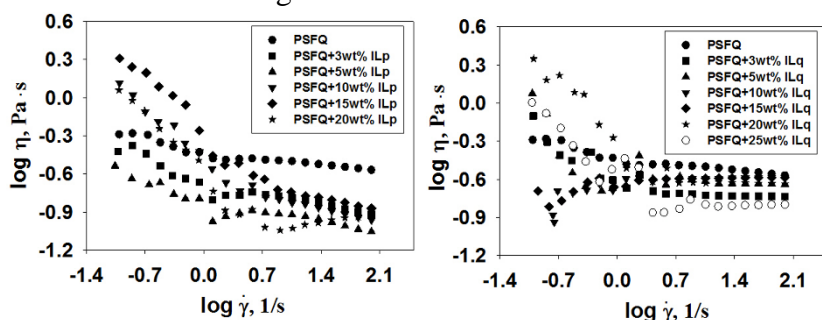 0.6
0.3
0.0
-0.3
-0.6
-0.9
-1.2
log η, Pa·s
PSFQ
PSFQ+3wt% ILp
PSFQ+5wt% ILp
PSFQ+10wt% ILp
PSFQ+15wt% ILp
PSFQ+20wt% ILp
-1.4 -0.7 0.0 0.7 1.4 2.1
log γ̇, 1/s
0.6
0.3
0.0
-0.3
-0.6
-0.9
-1.2
log η, Pa·s
PSFQ
PSFQ+3wt% ILq
PSFQ+5wt% ILq
PSFQ+10wt% ILq
PSFQ+15wt% ILq
PSFQ+20wt% ILq
PSFQ+25wt% ILq
-1.4 -0.7 0.0 0.7 1.4 2.1
log γ̇, 1/s